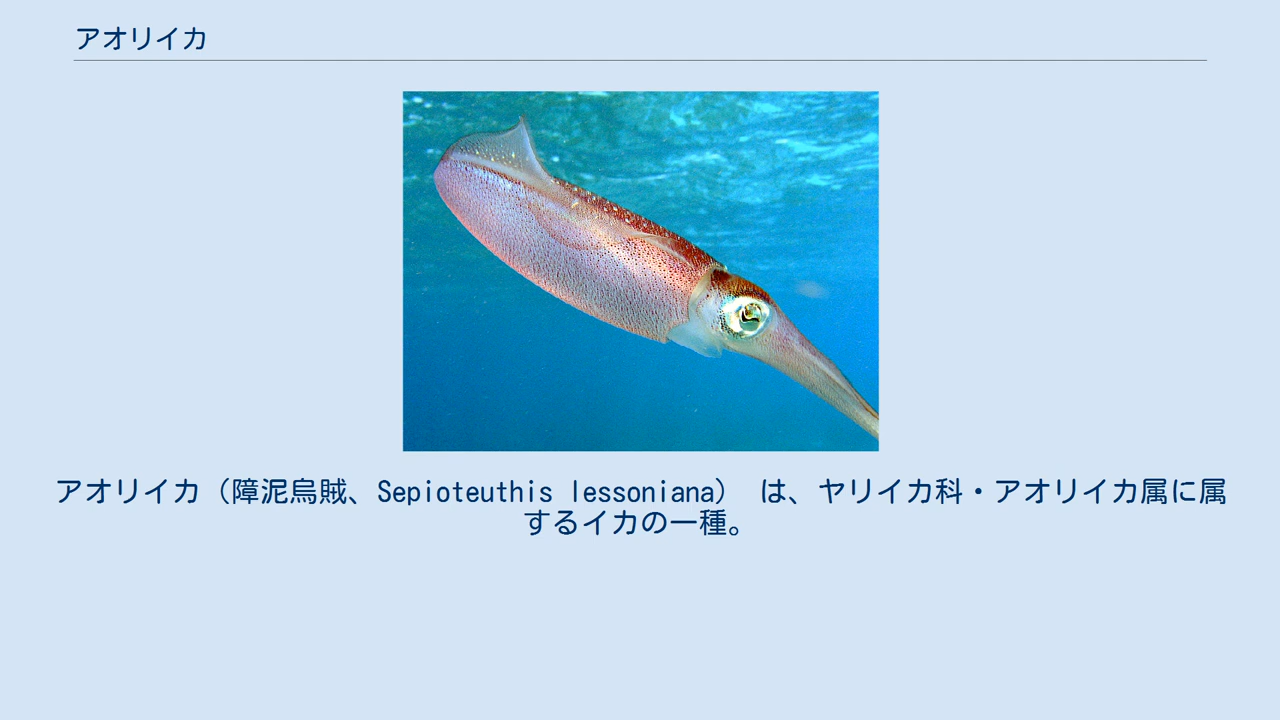 アオリイカ
アオリイカ（障泥烏賊、Sepioteuthis lessoniana） は、ヤリイカ科・アオリイカ属に属
するイカの一種。